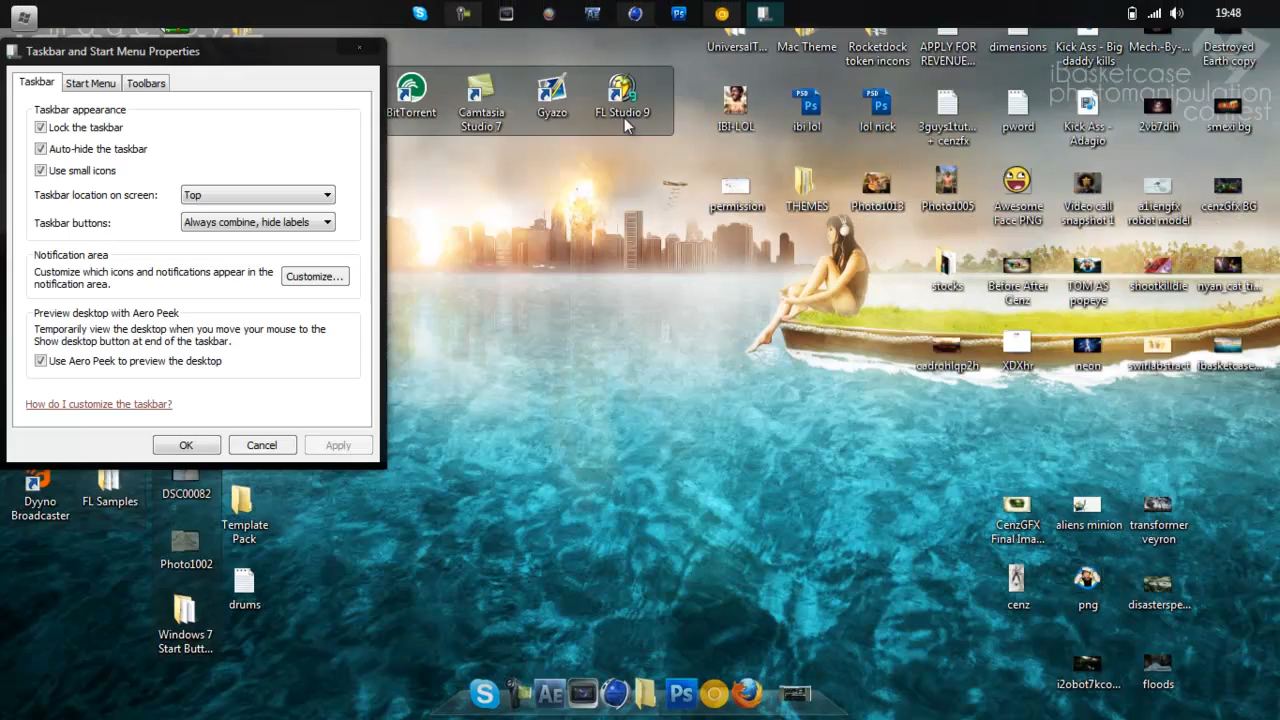 19:48
Taskbar and Start Menu Properties
Taskbar
Start Menu
Toolbars
Taskbar appearance
Lock the taskbar
Auto-hide the taskbar
Use small icons
Taskbar location on screen:
Top
Taskbar buttons:
Always combine, hide labels
Notification area
Customize which icons and notifications appear in the
notification area.
Customize...
Preview desktop with Aero Peek
Temporarily view the desktop when you move your mouse to the
Show desktop button at end of the taskbar.
Use Aero Peek to preview the desktop
How do I customize the taskbar?
OK
Cancel
Apply
BitTorrent
Camtasia
Studio 7
Gyazo
FL Studio 9
UniversalT...
Mac Theme
Rocketdock
token incons
APPLY FOR
REVENUE...
dimensions
Kick Ass - Big
daddy kills
Mech.-By-...
Destroyed
Earth copy
ibasketcase
photomanipulation
contest
IBI-LOL
ibi lol
lol nick
3guys1tut...
+ cenzfx
pword
Kick Ass -
Adagio
2vb7dih
smexi bg
permission
THEMES
Photo1013
Photo1005
Awesome
Face PNG
Video call
snapshot 1
a1iengfx
robot model
cenzGfx BG
stocks
Before After
Cenz
TOM AS
popeye
shootkilldie
nyan_cat_ti...
cadrohlqp2h
XDXhr
neon
swirlabstract
ibasketcase...
Dyyno
Broadcaster
FL Samples
DSC00082
Template
Pack
Photo1002
drums
Windows 7
Start Butt...
CenzGFX
Final Ima...
aliens minion
transformer
veyron
cenz
png
disasterspe...
i2obot7kco...
floods